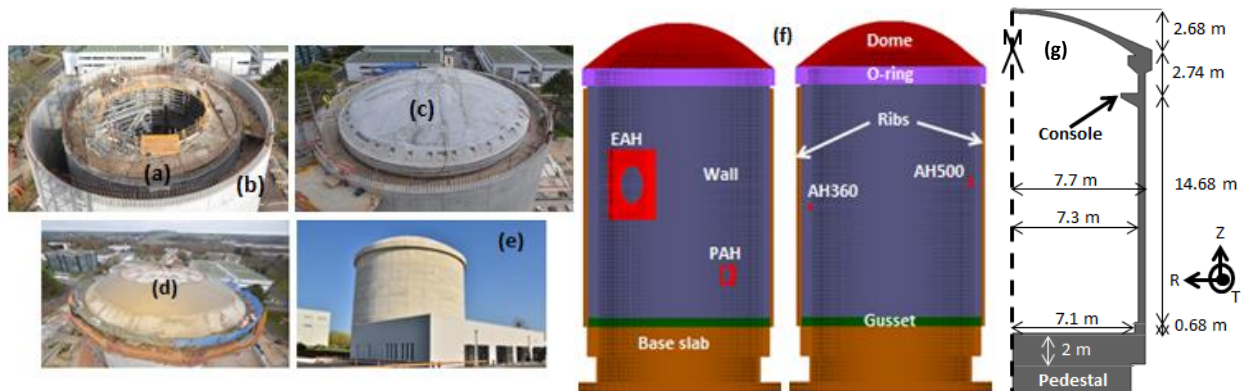 (a)
(b)
(c)
(d)
(e)
(f)
Dome
O-ring
EAH
Wall
PAH
Ribs
AH360
AH500
Gusset
Base slab
(g)
M
2.68 m
2.74 m
Console
7.7 m
14.68 m
7.3 m
Z
R
T
7.1 m
0.68 m
2 m
Pedestal